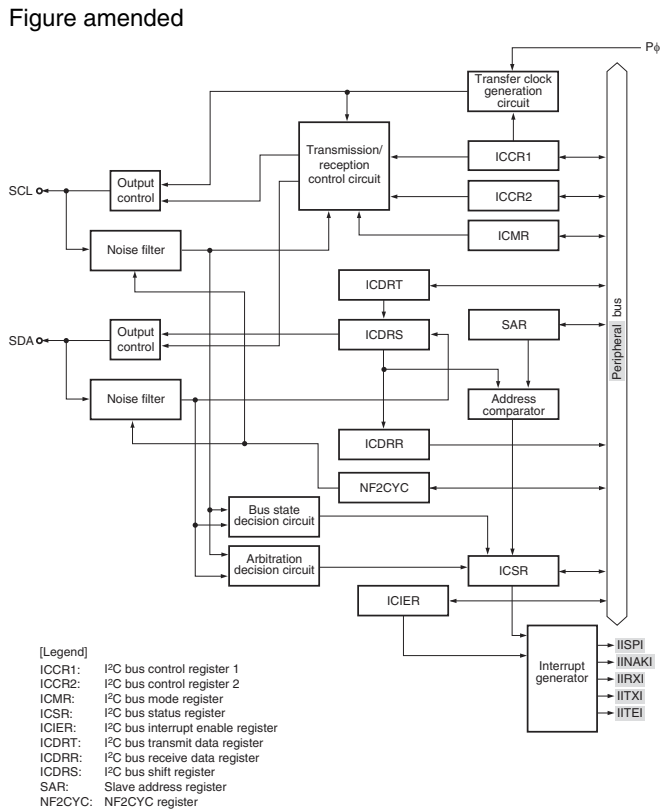 Figure amended
Pϕ
Transfer clock
generation
circuit
Transmission/
reception
control circuit
ICCR1
SCL
Output
control
ICCR2
Noise filter
ICMR
ICDRT
SDA
Output
control
ICDRS
SAR
Peripheral bus
Noise filter
Address
comparator
ICDRR
NF2CYC
Bus state
decision circuit
Arbitration
decision circuit
ICSR
ICIER
Interrupt
generator
IISPI
IINAKI
IIRXI
IITXI
IITEI
[Legend]
ICCR1: I²C bus control register 1
ICCR2: I²C bus control register 2
ICMR: I²C bus mode register
ICSR: I²C bus status register
ICIER: I²C bus interrupt enable register
ICDRT: I²C bus transmit data register
ICDRR: I²C bus receive data register
ICDRS: I²C bus shift register
SAR: Slave address register
NF2CYC: NF2CYC register